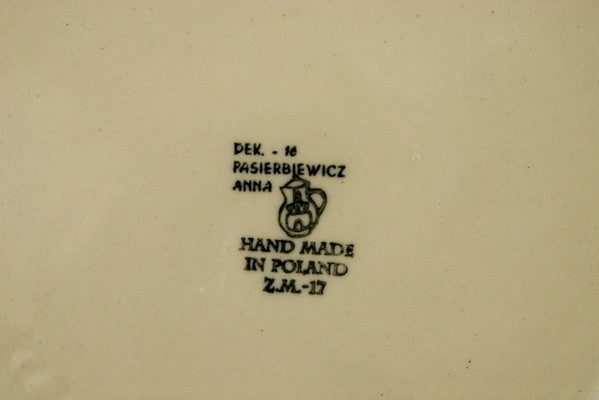 DEK. - 16
PASIERBIEWICZ
ANNA
HAND MADE
IN POLAND
Z.M.-17